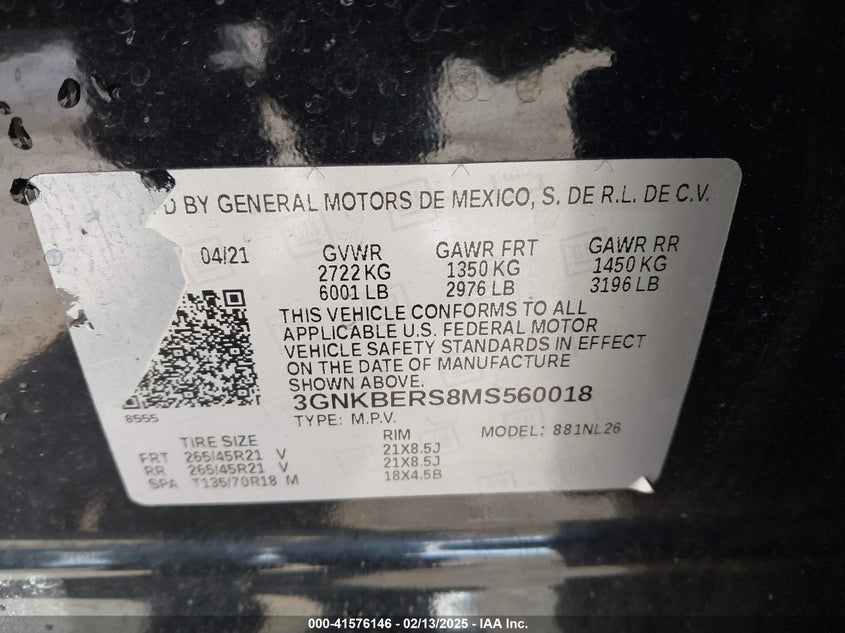 D BY GENERAL MOTORS DE MEXICO, S. DE R.L. DE C.V.
04/21 GVWR GAWR FRT GAWR RR
2722 KG 1350 KG 1450 KG
6001 LB 2976 LB 3196 LB
THIS VEHICLE CONFORMS TO ALL
APPLICABLE U.S. FEDERAL MOTOR
VEHICLE SAFETY STANDARDS IN EFFECT
ON THE DATE OF MANUFACTURE
SHOWN ABOVE.
8555 3GNKBERS8MS560018
TYPE: M.P.V. MODEL: 881NL26
TIRE SIZE RIM
FRT 265/45R21 V 21X8.5J
RR 265/45R21 V 21X8.5J
SPA T135/70R18 M 18X4.5B
000-41576146 - 02/13/2025 - IAA Inc.